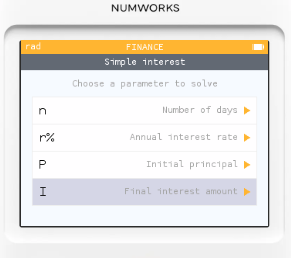 NUMWORKS
rad FINANCE
Simple interest
Choose a parameter to solve
n Number of days
r% Annual interest rate
P Initial principal
I Final interest amount